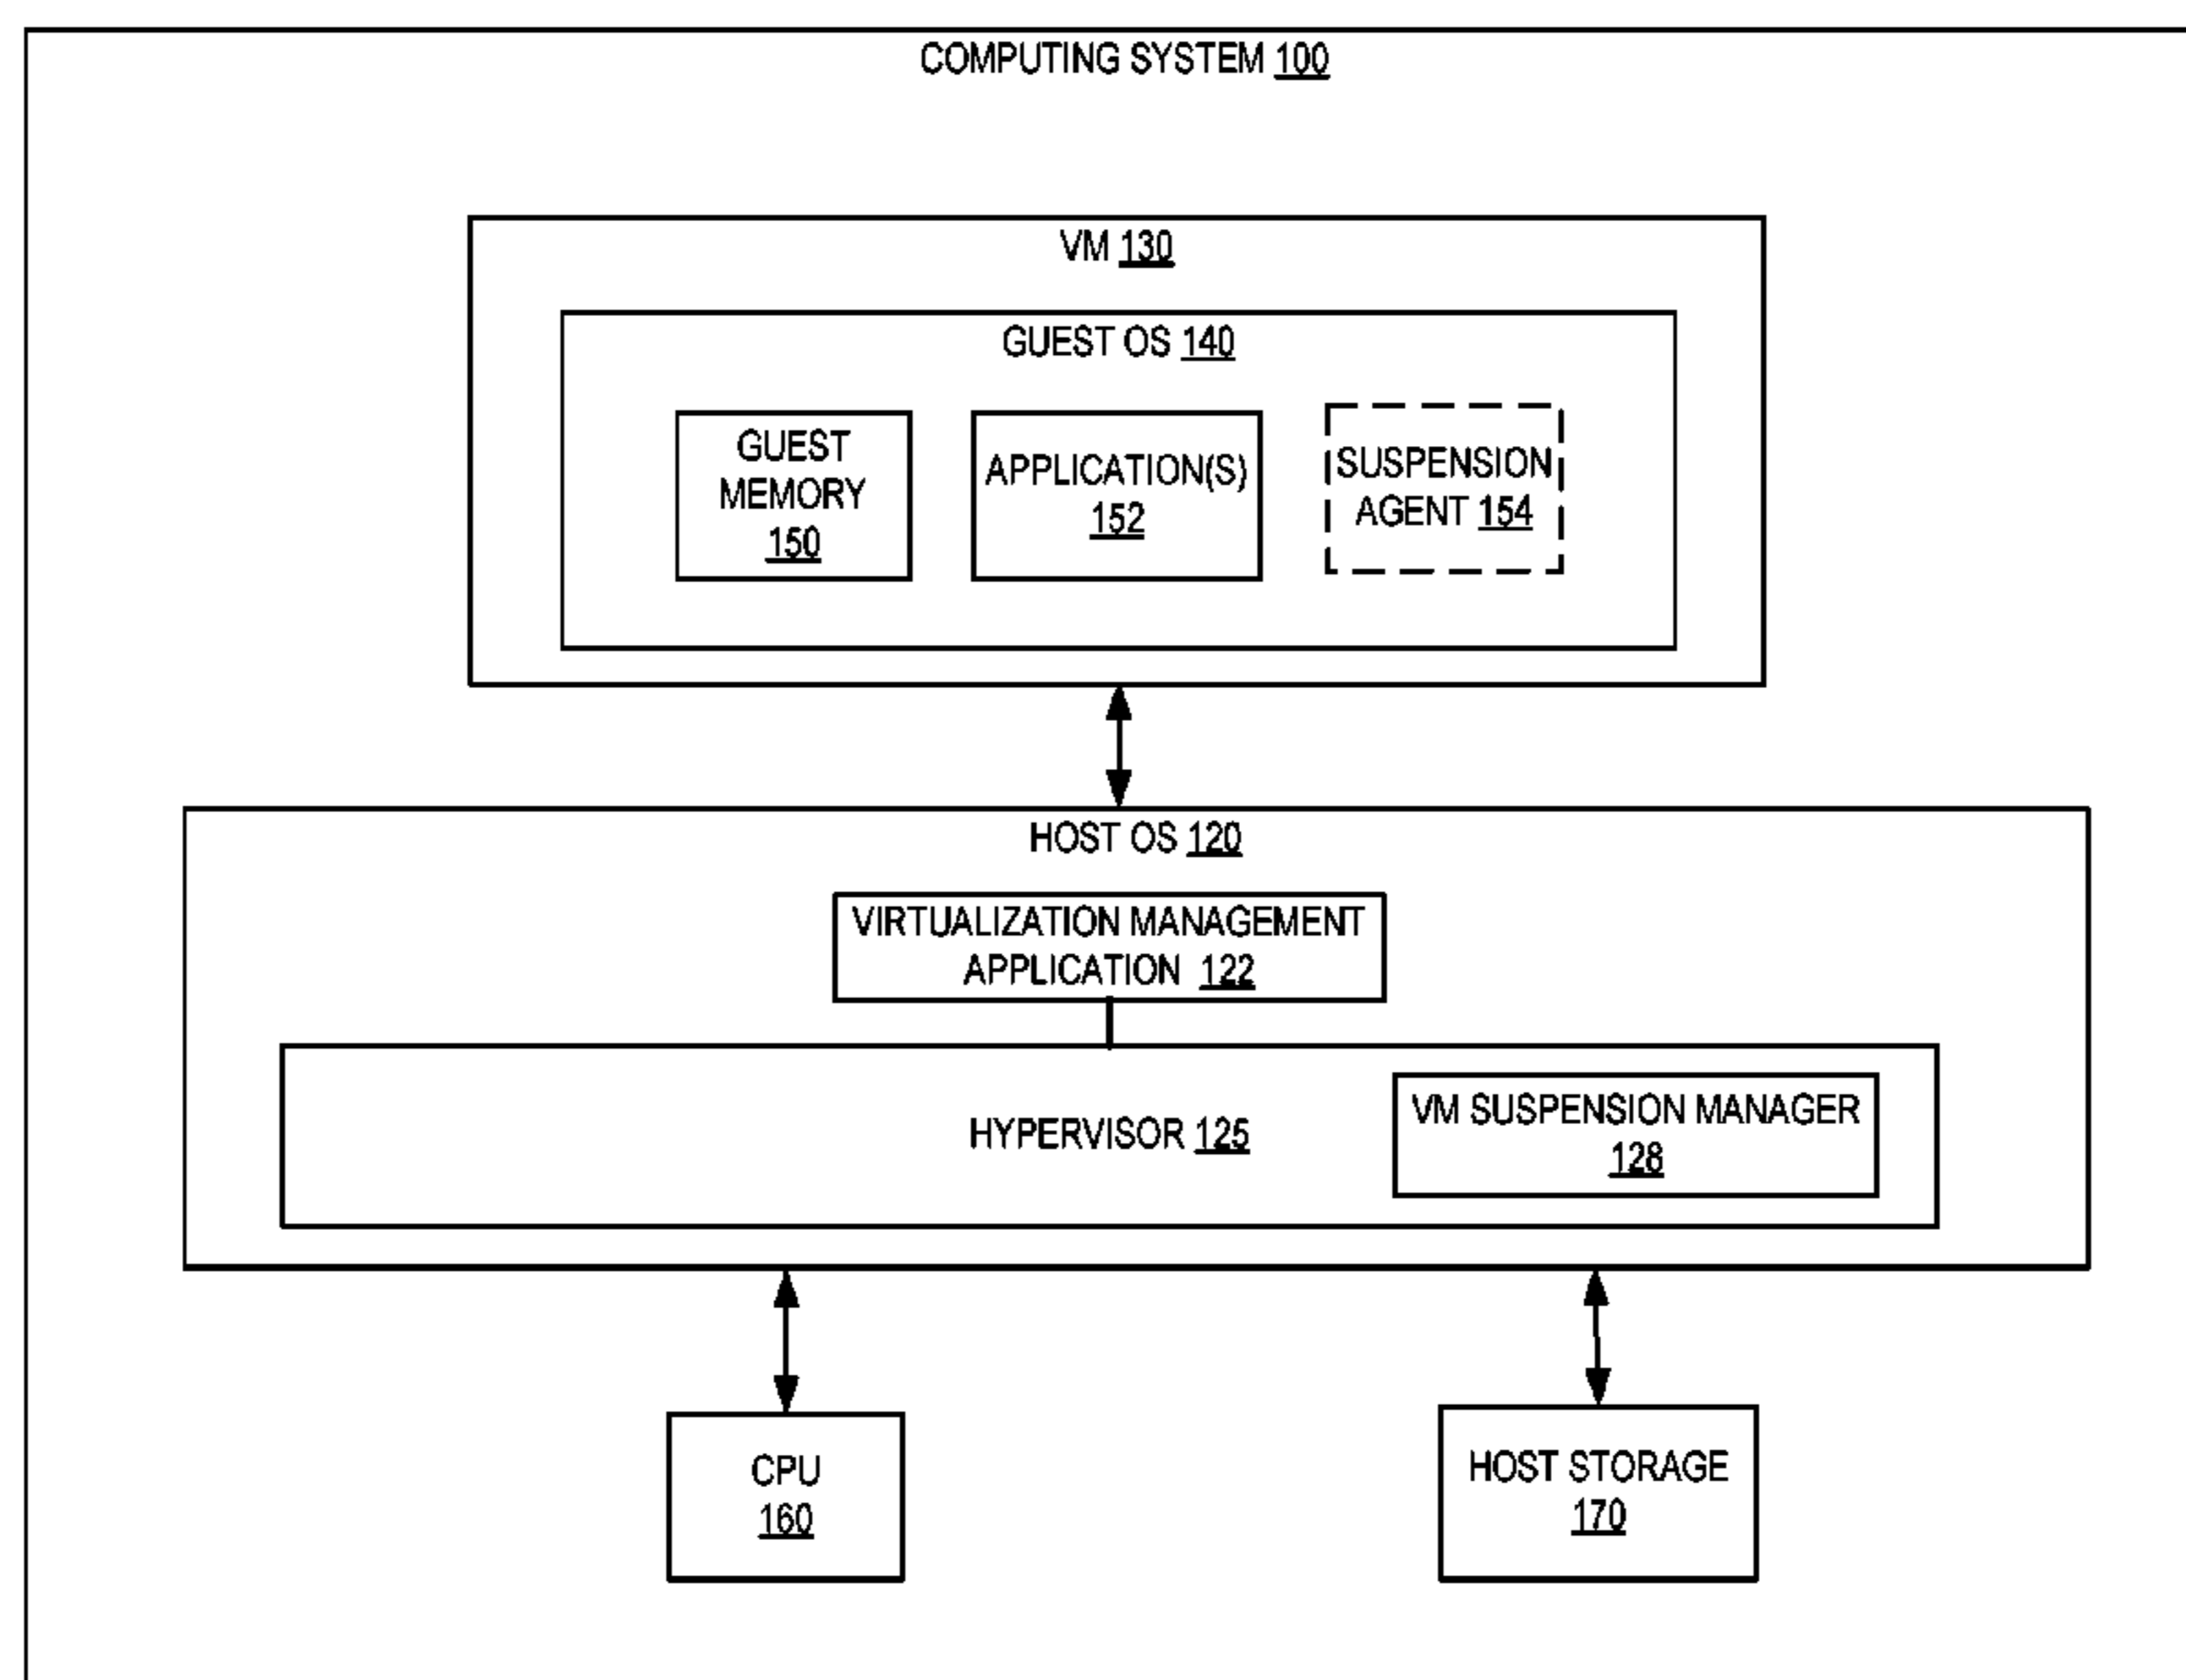 COMPUTING SYSTEM 100
VM 130
GUEST OS 140
GUEST
MEMORY
150
APPLICATION(S)
152
SUSPENSION
AGENT 154
HOST OS 120
VIRTUALIZATION MANAGEMENT
APPLICATION 122
HYPERVISOR 125
VM SUSPENSION MANAGER
128
CPU
160
HOST STORAGE
170